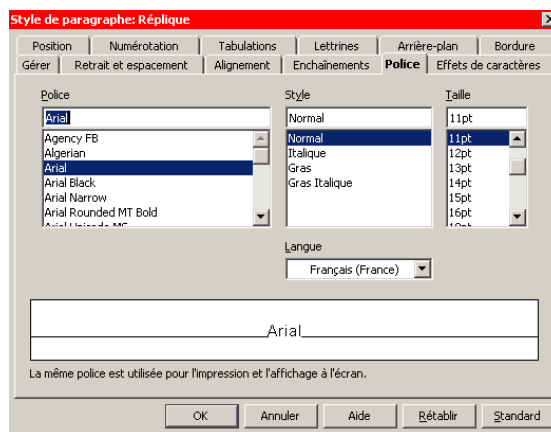 Style de paragraphe: Réplique
Position Numérotation Tabulations Lettrines Arrière-plan Bordure
Gérer Retrait et espacement Alignement Enchaînements Police Effets de caractères
Police Style Taille
Arial Normal 11pt
Agency FB Normal 11pt
Algerian Italique 12pt
Arial Gras 13pt
Arial Black Gras Italique 14pt
Arial Narrow 15pt
Arial Rounded MT Bold 16pt
Langue
Français (France)
Arial
La même police est utilisée pour l'impression et l'affichage à l'écran.
OK Annuler Aide Rétablir Standard